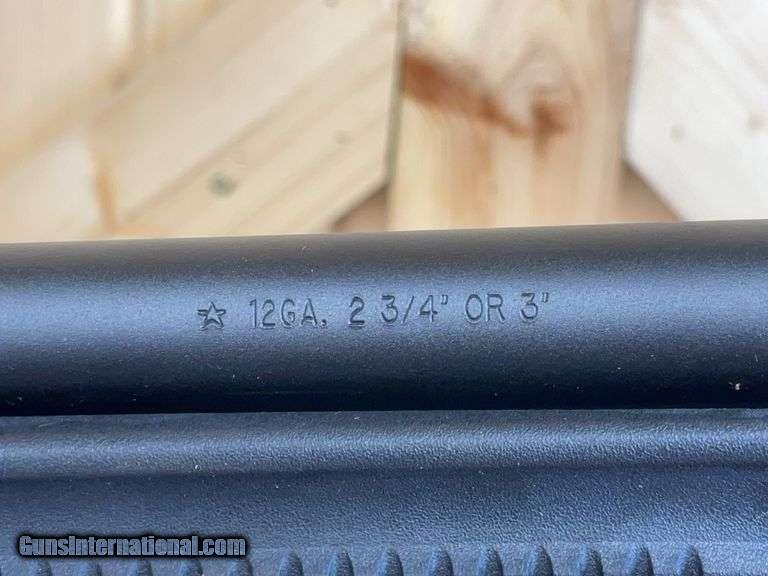 ☆ 12GA. 2 3/4" OR 3"
GunsInternational.com